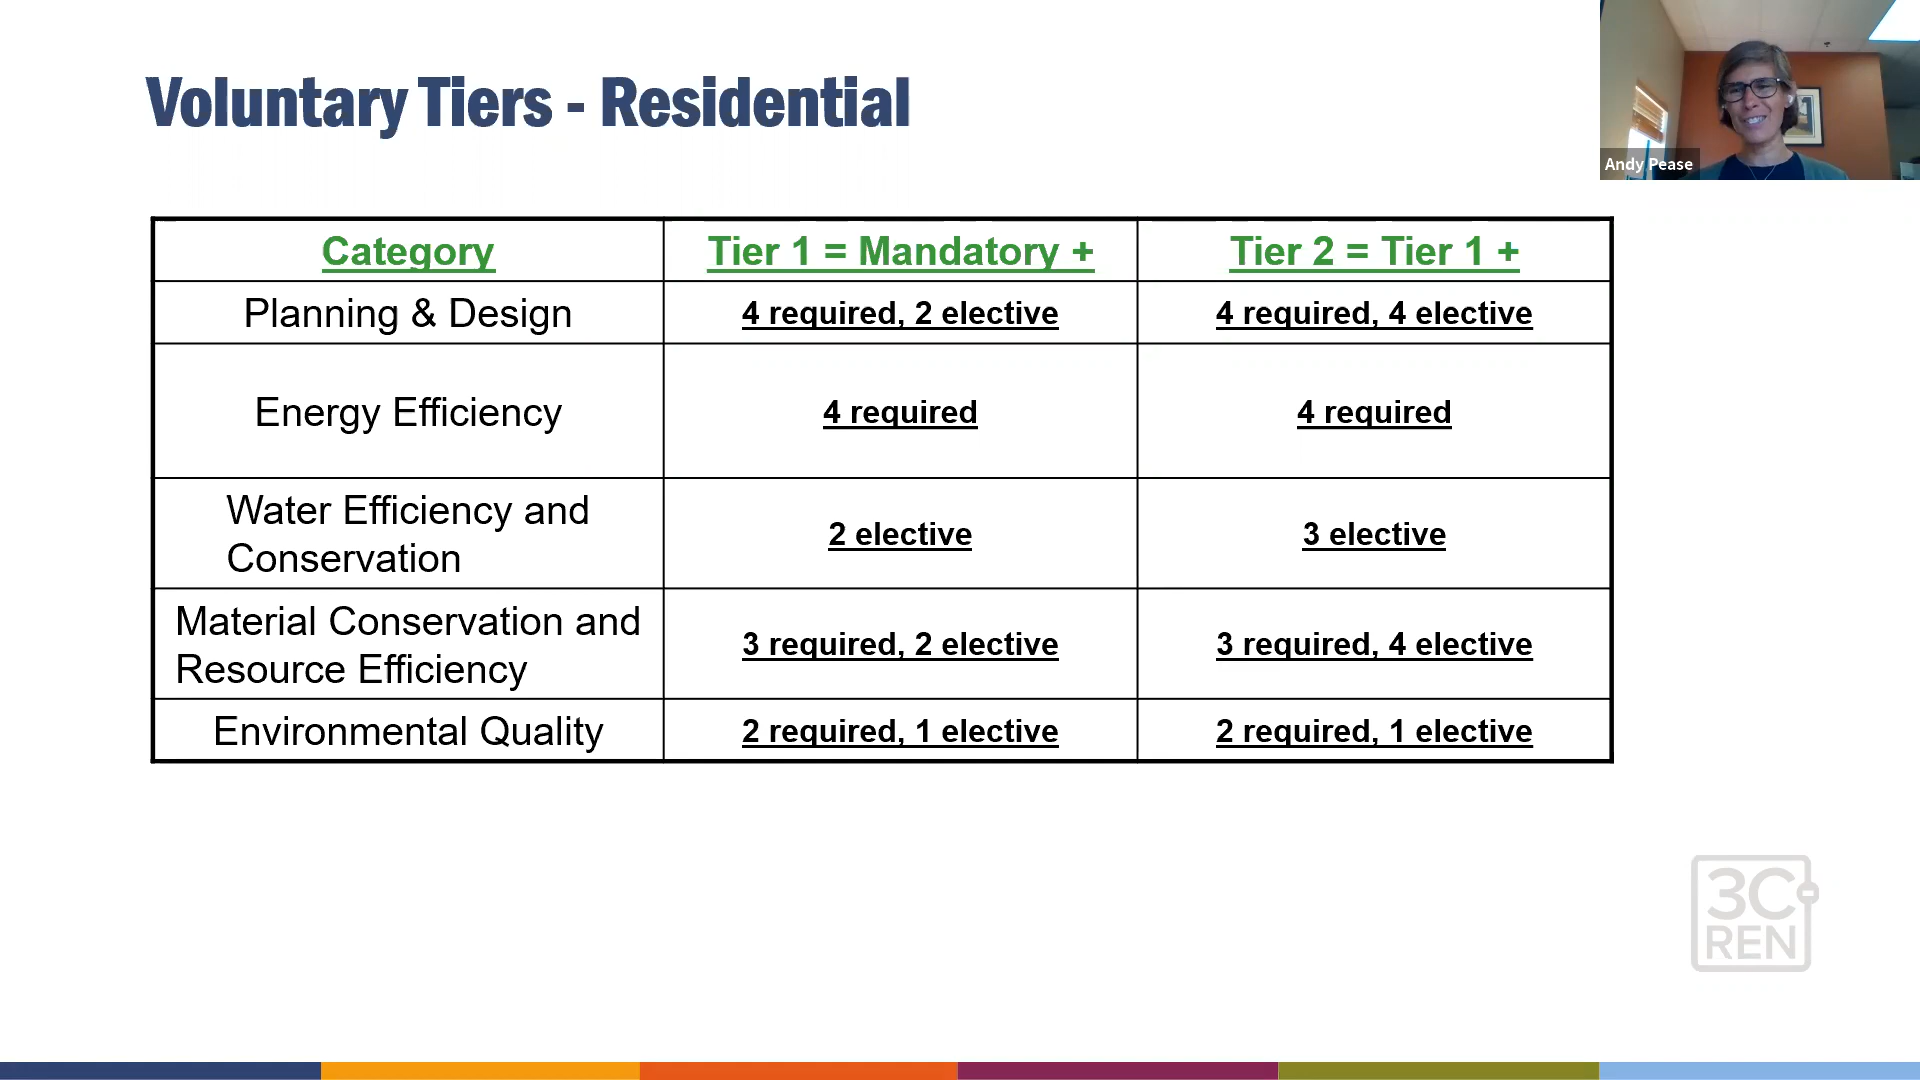 Voluntary Tiers - Residential
Andy Pease
Category
Tier 1 = Mandatory +
Tier 2 = Tier 1 +
Planning & Design
4 required, 2 elective
4 required, 4 elective
Energy Efficiency
4 required
4 required
Water Efficiency and
Conservation
2 elective
3 elective
Material Conservation and
Resource Efficiency
3 required, 2 elective
3 required, 4 elective
Environmental Quality
2 required, 1 elective
2 required, 1 elective
3C-
REN